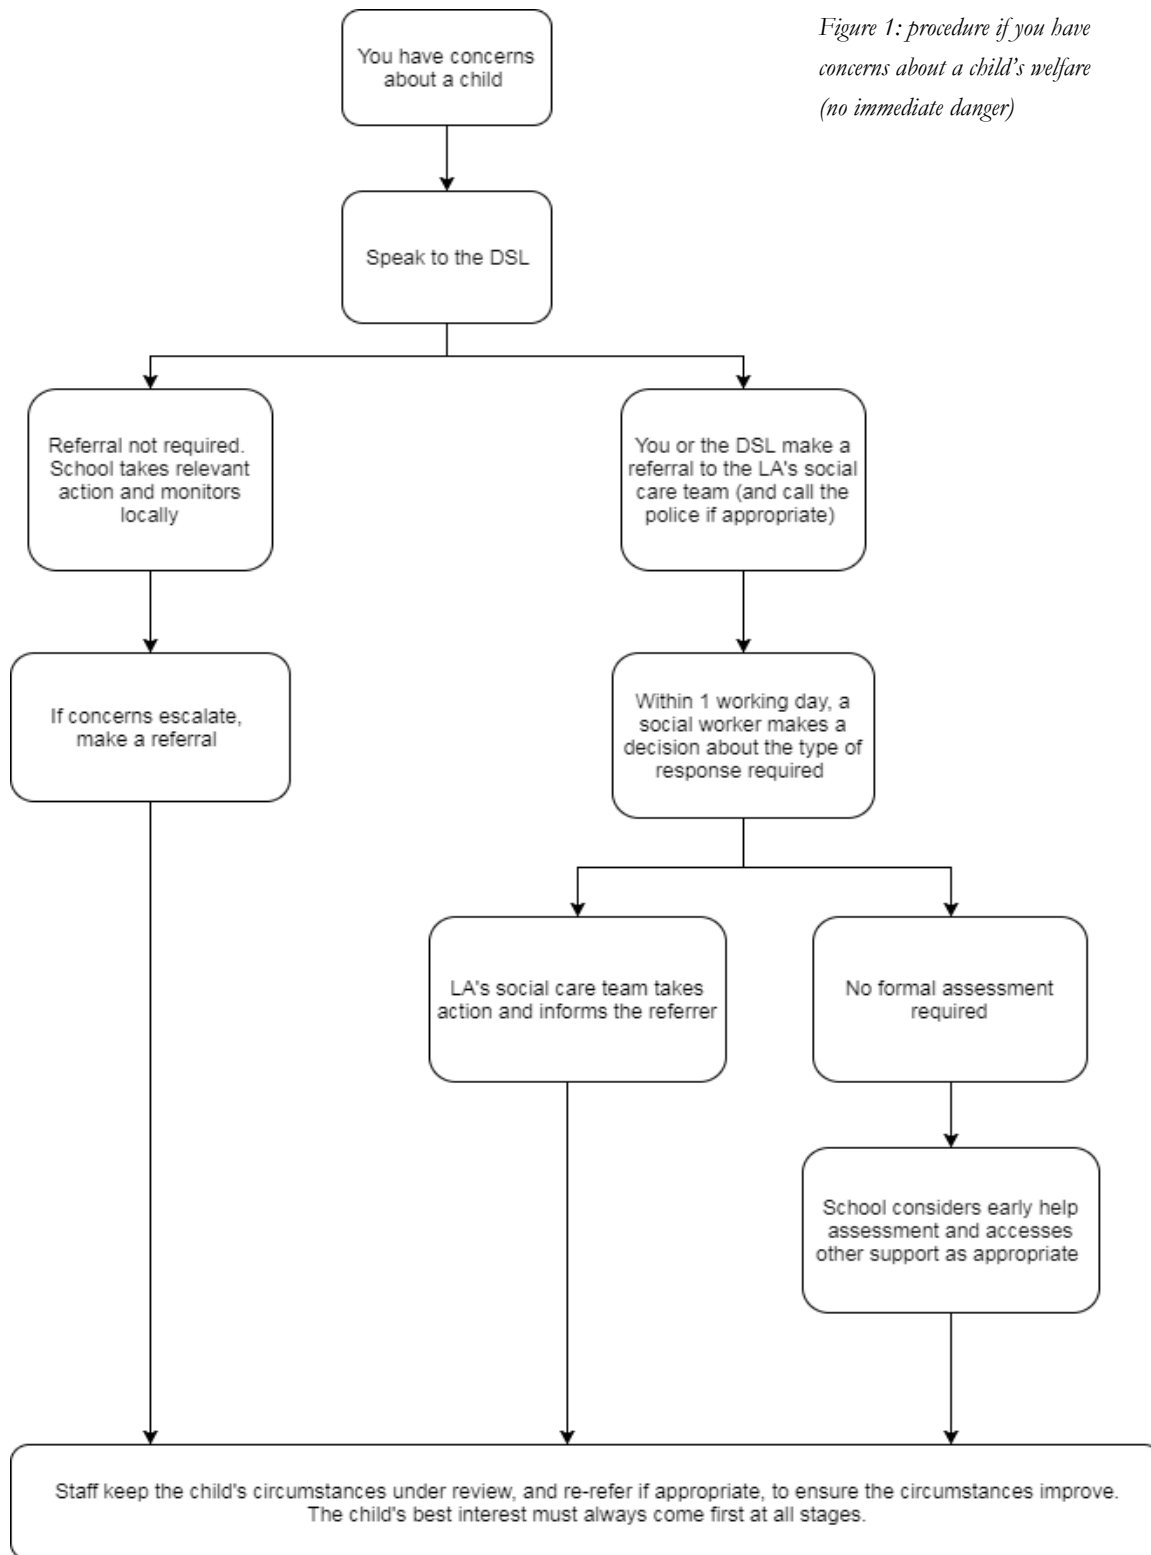 Figure 1: procedure if you have
concerns about a child's welfare
(no immediate danger)
You have concerns
about a child
Speak to the DSL
Referral not required.
School takes relevant
action and monitors
locally
You or the DSL make a
referral to the LA's social
care team (and call the
police if appropriate)
If concerns escalate,
make a referral
Within 1 working day, a
social worker makes a
decision about the type of
response required
LA's social care team takes
action and informs the referrer
No formal assessment
required
School considers early help
assessment and accesses
other support as appropriate
Staff keep the child's circumstances under review, and re-refer if appropriate, to ensure the circumstances improve.
The child's best interest must always come first at all stages.